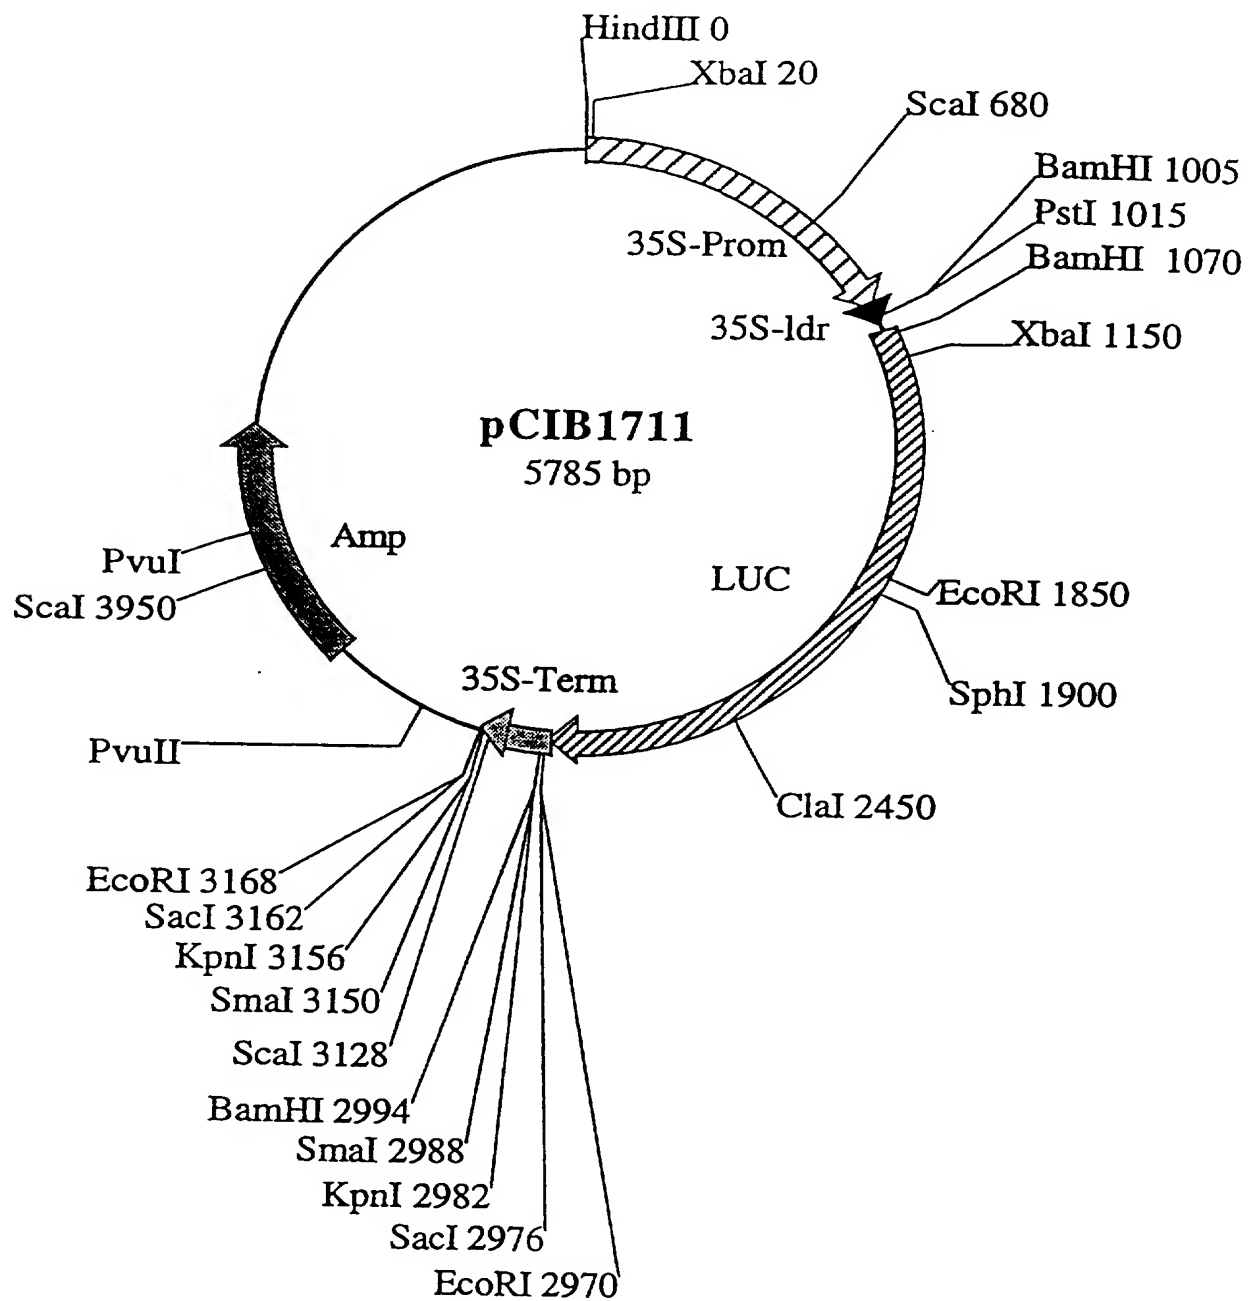 HindIII 0
XbaI 20
ScaI 680
BamHI 1005
PstI 1015
BamHI 1070
35S-Prom
35S-ldr
XbaI 1150
pCIB1711
5785 bp
Amp
PvuI
ScaI 3950
LUC
EcoRI 1850
SphI 1900
35S-Term
PvuII
ClaI 2450
EcoRI 3168
SacI 3162
KpnI 3156
SmaI 3150
ScaI 3128
BamHI 2994
SmaI 2988
KpnI 2982
SacI 2976
EcoRI 2970